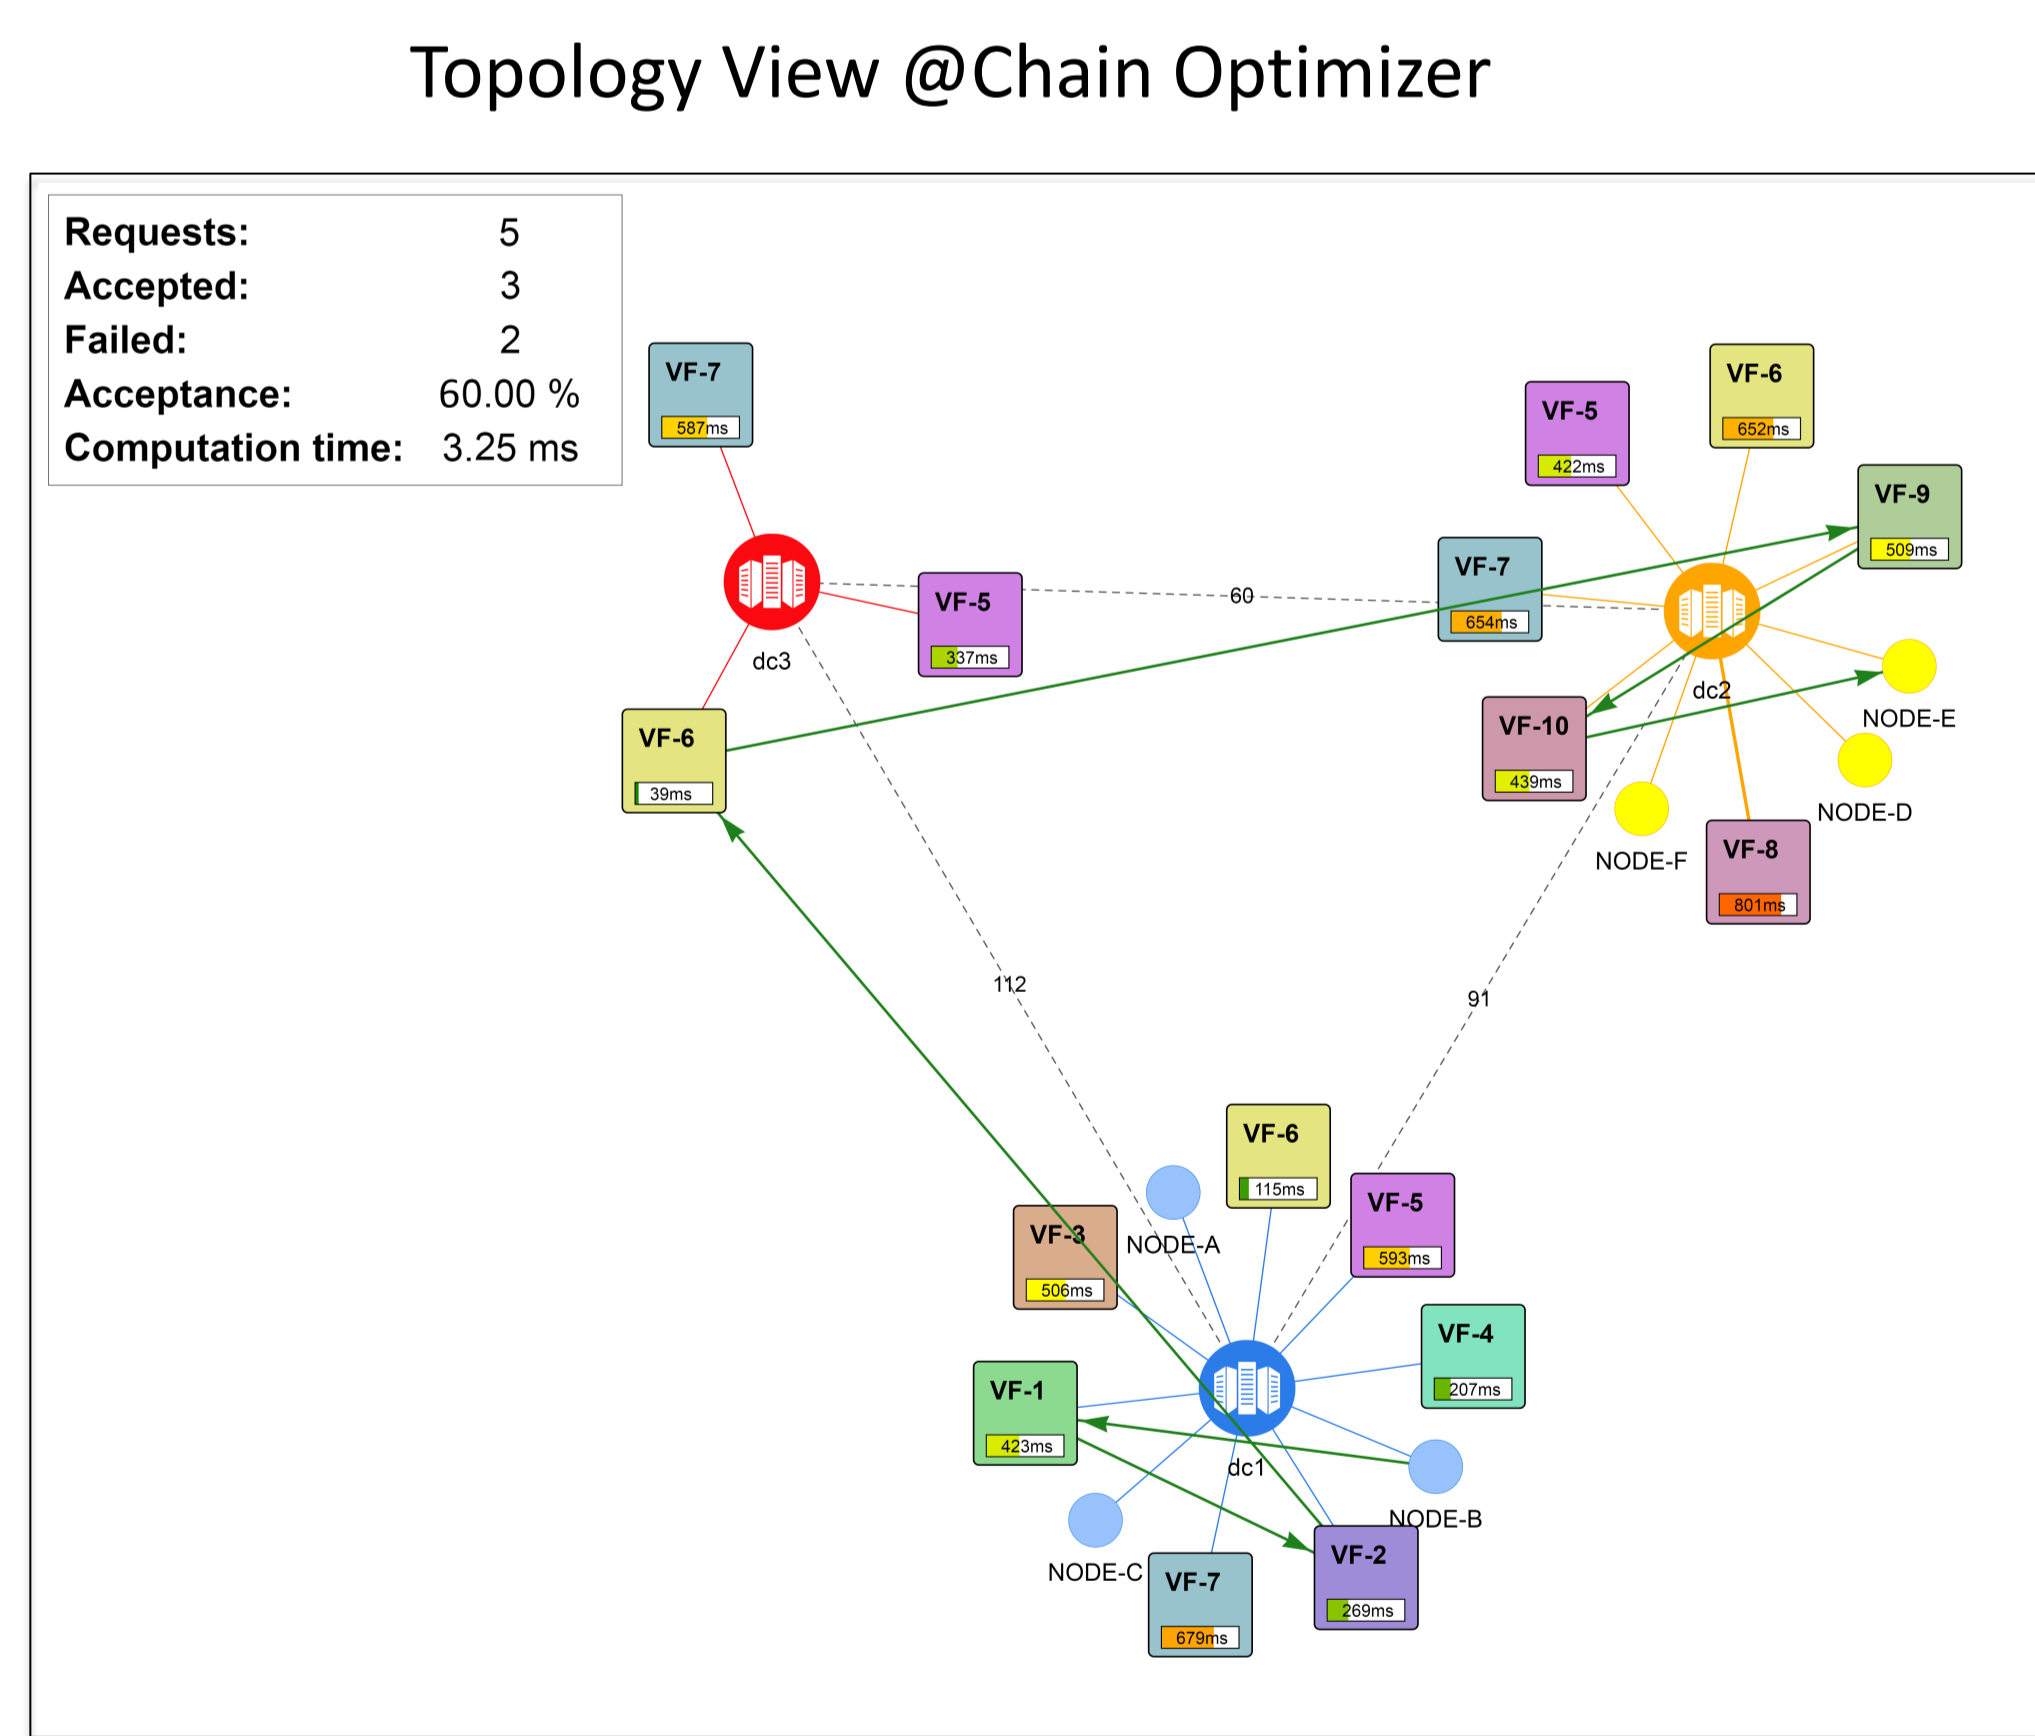 Topology View @Chain Optimizer
Requests: 5
Accepted: 3
Failed: 2
Acceptance: 60.00 %
Computation time: 3.25 ms
VF-7
587ms
VF-6
652ms
VF-5
422ms
VF-9
509ms
VF-7
654ms
60
VF-5
337ms
dc3
dc2
NODE-E
VF-6
39ms
VF-10
439ms
NODE-D
NODE-F
VF-8
801ms
112
91
VF-6
115ms
VF-5
593ms
VF-3
506ms
NODE-A
VF-4
207ms
VF-1
423ms
dc1
NODE-B
NODE-C
VF-2
269ms
VF-7
679ms